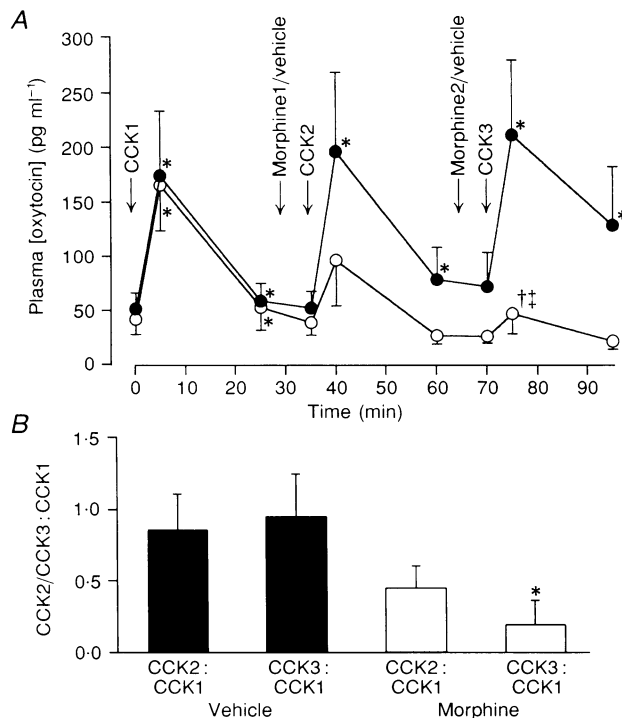 A
Plasma [oxytocin] (pg ml⁻¹)
300
250
200
150
100
50
0
CCK1
Morphine1/vehicle
CCK2
Morphine2/vehicle
CCK3
*
*
*
*
*
*
*
†‡
*
0 10 20 30 40 50 60 70 80 90
Time (min)
B
CCK2/CCK3 : CCK1
1·5
1·0
0·5
0·0
*
CCK2 : CCK3 : CCK2 : CCK3 :
CCK1 CCK1 CCK1 CCK1
Vehicle Morphine